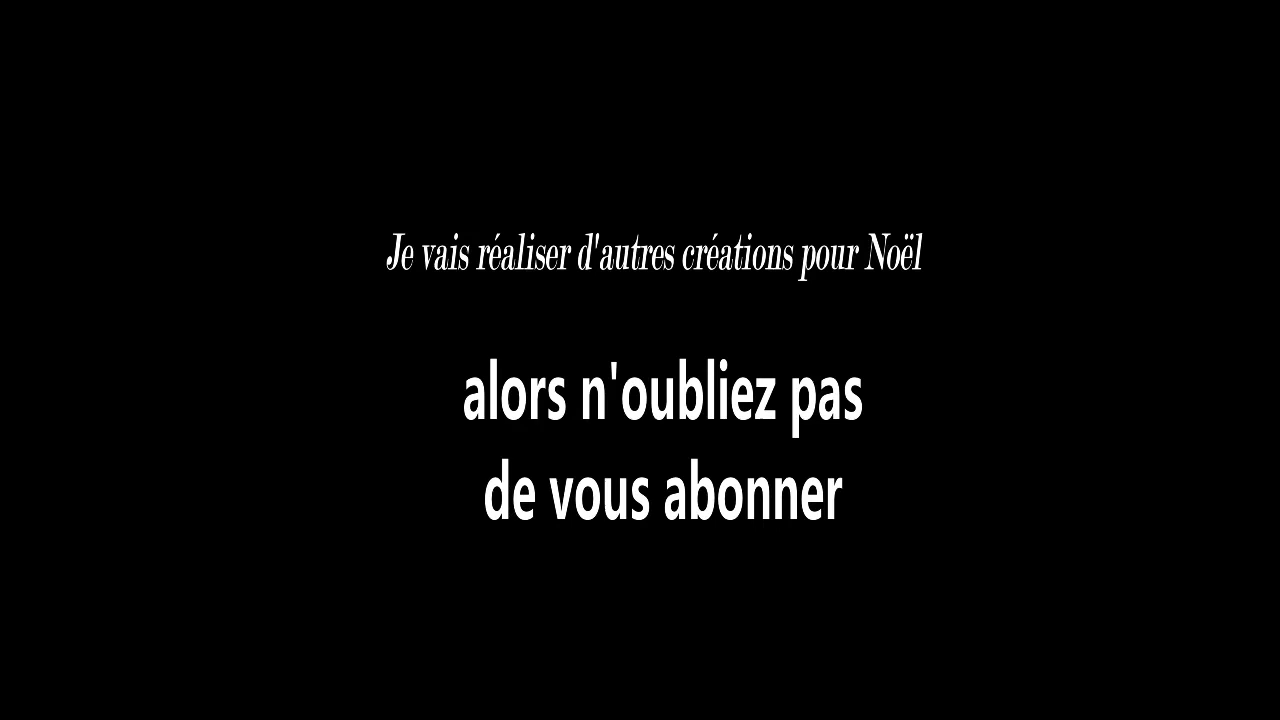 Je vais réaliser d'autres créations pour Noël
alors n'oubliez pas
de vous abonner